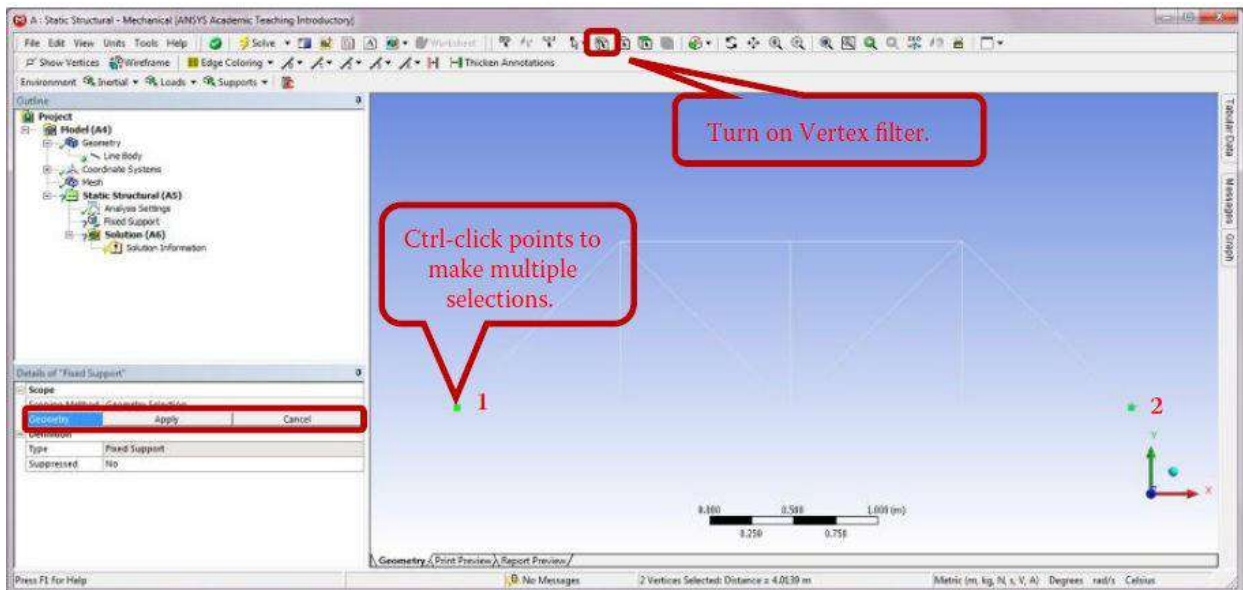 A : Static Structural - Mechanical [ANSYS Academic Teaching Introductory]
File Edit View Units Tools Help Solve Worksheet
Show Vertices Wireframe Edge Coloring Thicken Annotations
Environment Inertial Loads Supports
Outline
Project
Model (A4)
Geometry
Line Body
Coordinate Systems
Mesh
Static Structural (A5)
Analysis Settings
Fixed Support
Solution (A6)
Solution Information
Turn on Vertex filter.
Ctrl-click points to
make multiple
selections.
1
2
Tabular Data
Messages
Graph
Details of "Fixed Support"
Scope
Scoping Method Geometry Selection
Geometry Apply Cancel
Definition
Type Fixed Support
Suppressed No
Y
X
0.000 0.500 1.000 (m)
0.250 0.750
Geometry Print Preview Report Preview
Press F1 for Help No Messages 2 Vertices Selected: Distance = 4.0139 m Metric (m, kg, N, s, V, A) Degrees rad/s Celsius